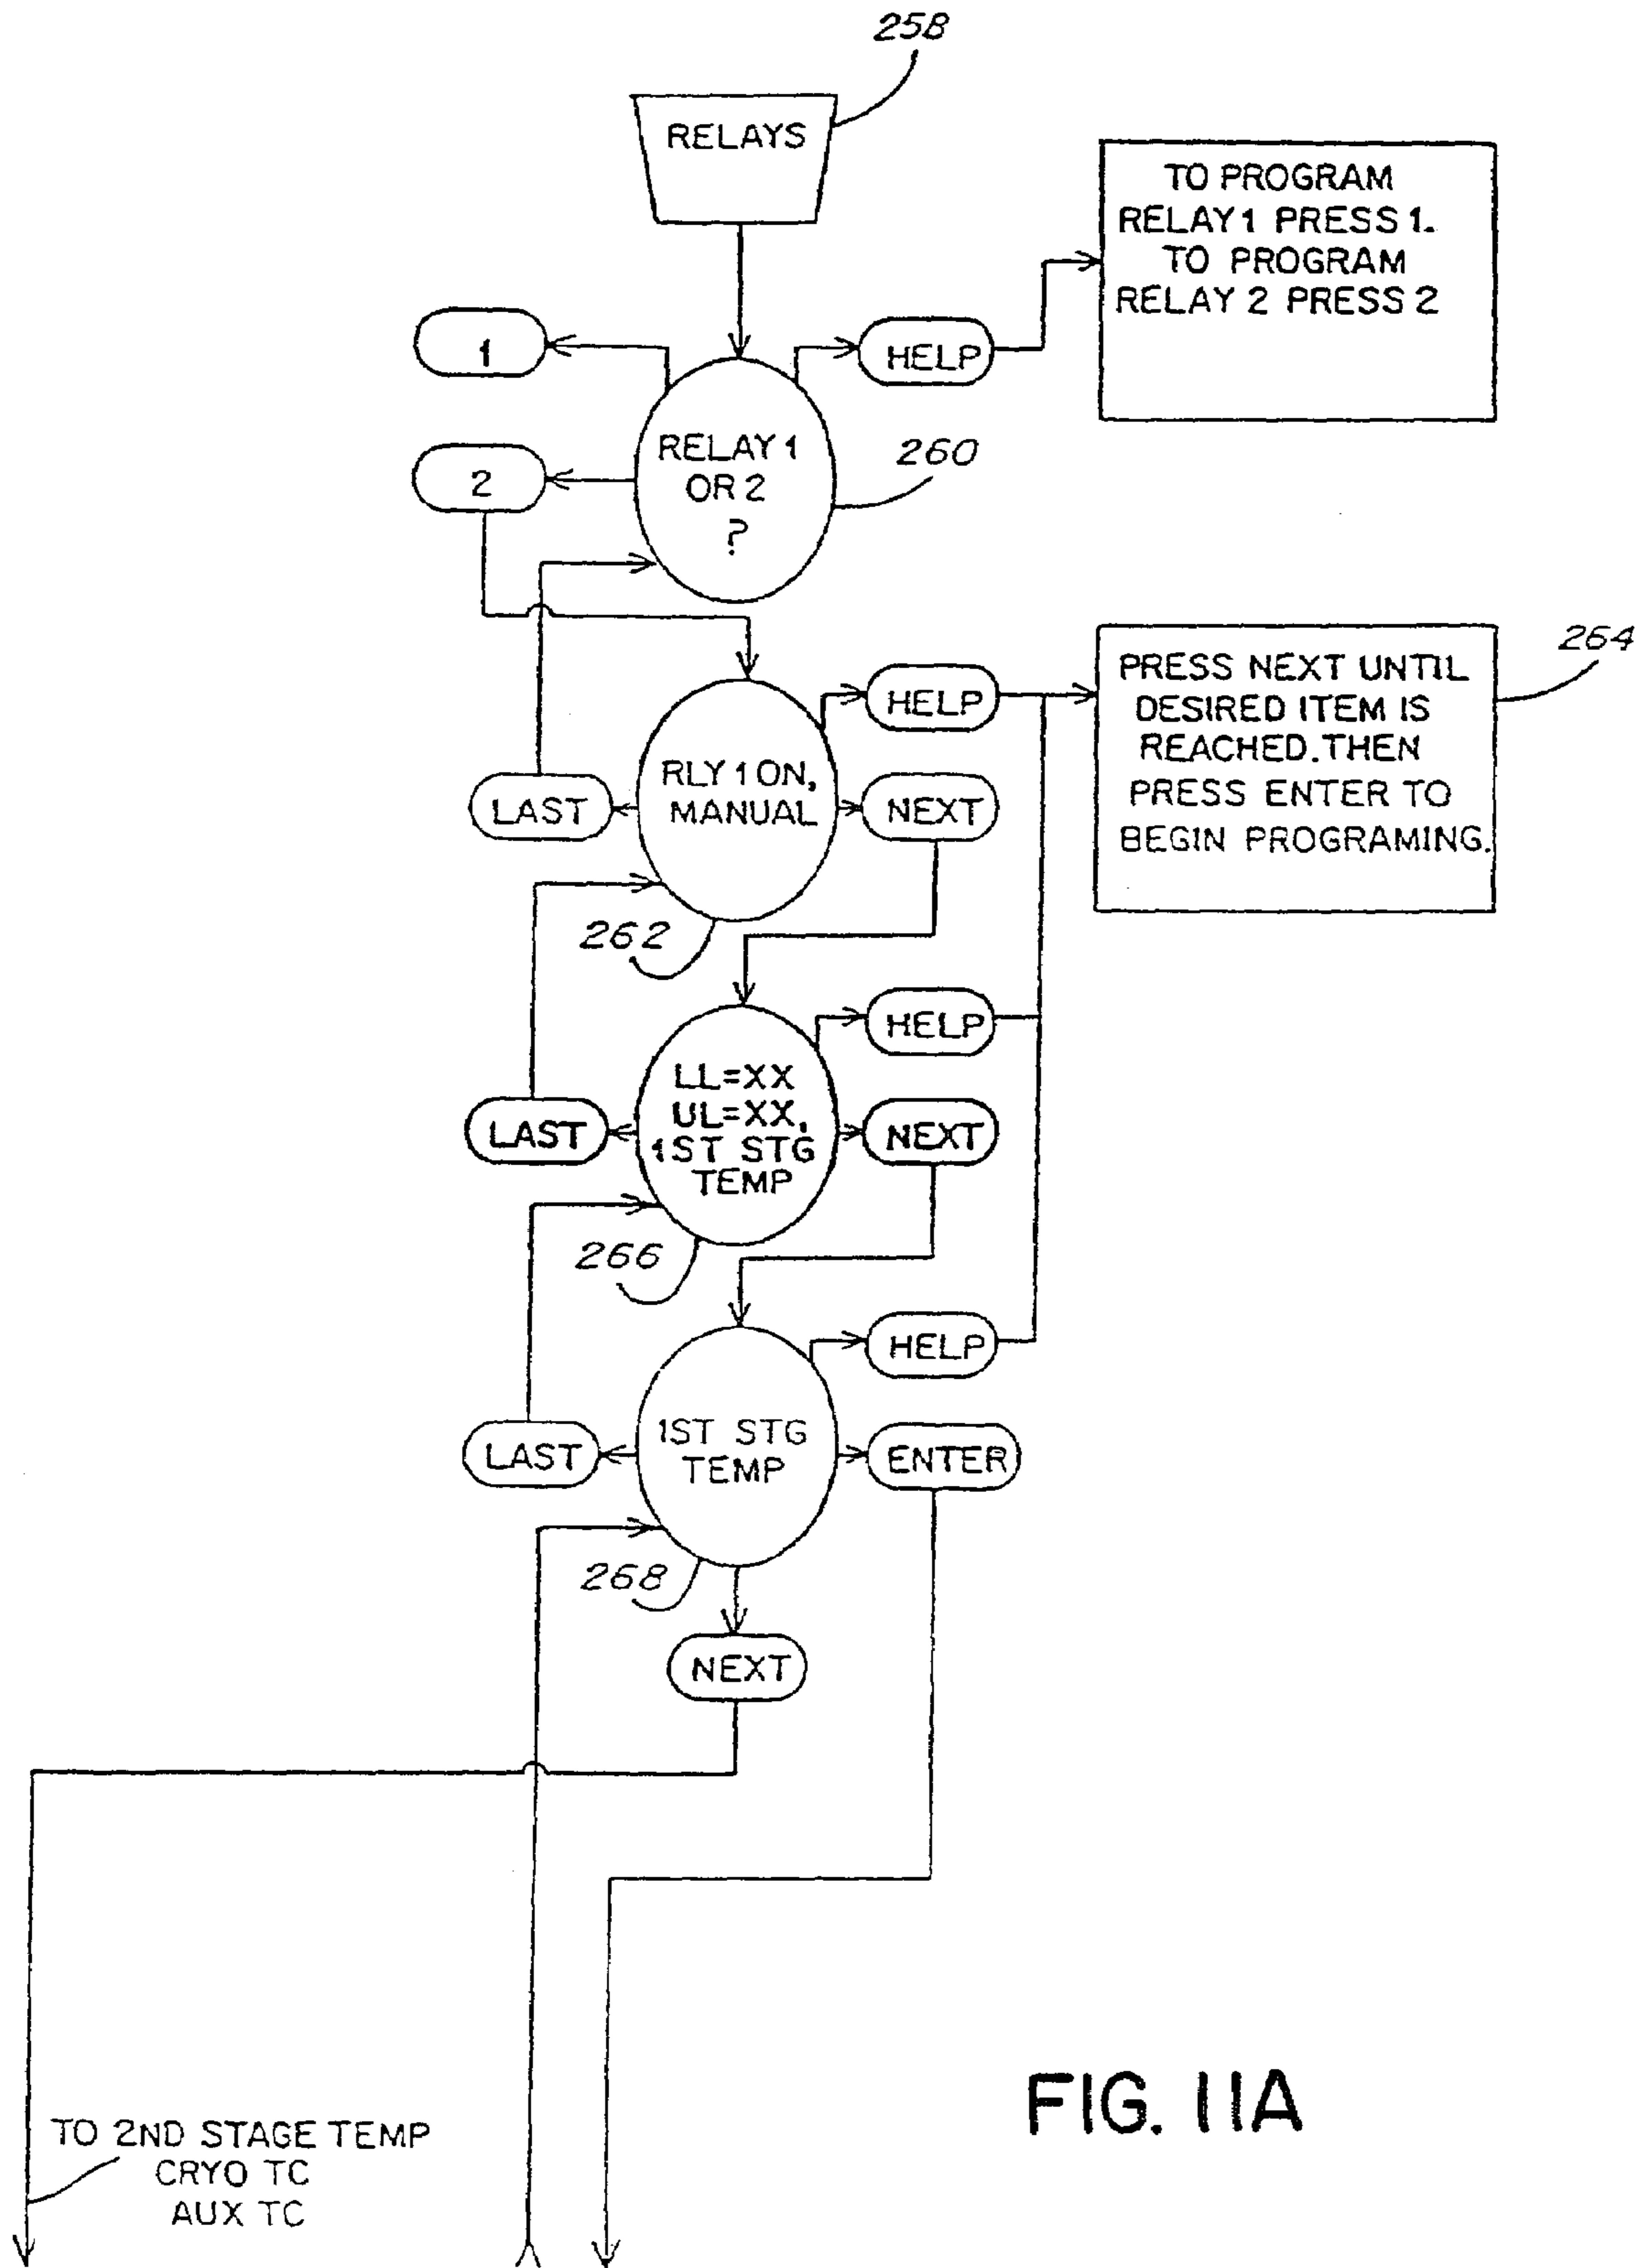 258
RELAYS
TO PROGRAM
RELAY 1 PRESS 1.
TO PROGRAM
RELAY 2 PRESS 2
1
HELP
2
RELAY 1
OR 2
?
260
HELP
PRESS NEXT UNTIL
DESIRED ITEM IS
REACHED. THEN
PRESS ENTER TO
BEGIN PROGRAMING.
264
LAST
RLY 1 ON,
MANUAL
NEXT
262
HELP
LAST
LL=XX
UL=XX,
1ST STG
TEMP
NEXT
266
HELP
LAST
1ST STG
TEMP
ENTER
268
NEXT
TO 2ND STAGE TEMP
CRYO TC
AUX TC
FIG. 11A